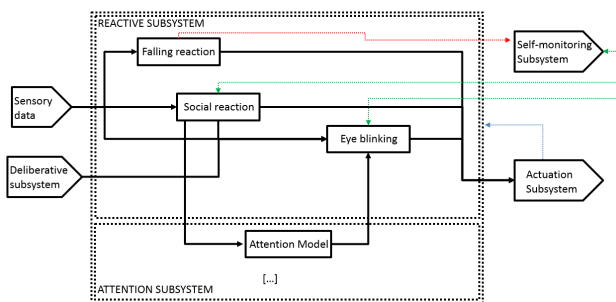 REACTIVE SUBSYSTEM
Falling reaction
Self-monitoring
Subsystem
Sensory
data
Social reaction
Eye blinking
Deliberative
subsystem
Actuation
Subsystem
Attention Model
[...]
ATTENTION SUBSYSTEM